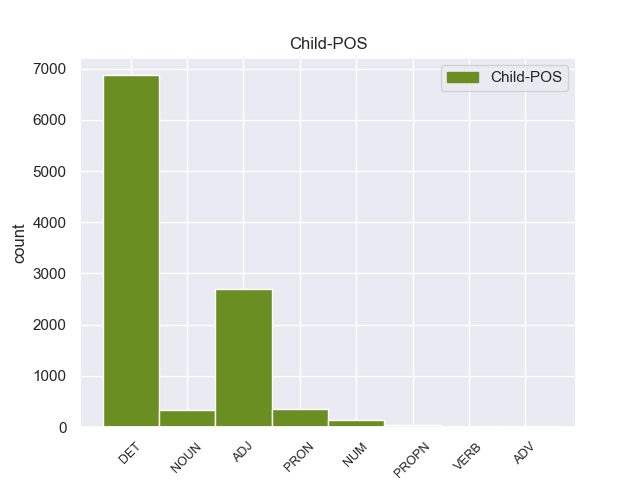 Child-POS
Child-POS
7000
6000
5000
4000
3000
2000
1000
0
count
DET
NOUN
ADJ
PRON
NUM
PROPN
VERB
ADV